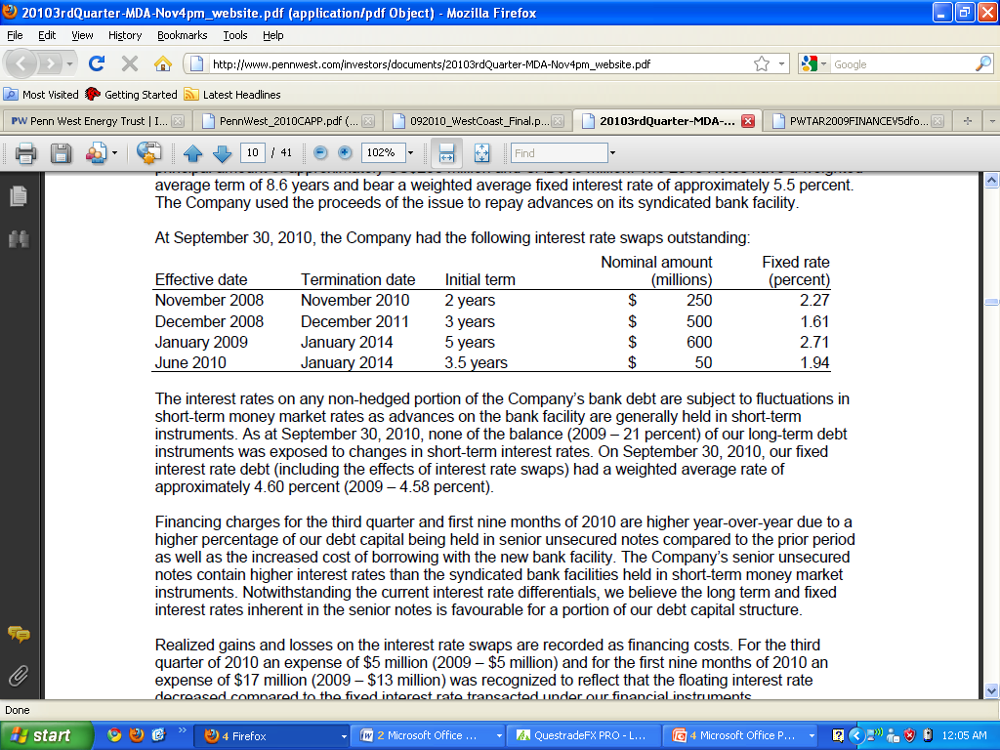 20103rdQuarter-MDA-Nov4pm_website.pdf (application/pdf Object) - Mozilla Firefox
File Edit View History Bookmarks Tools Help
http://www.pennwest.com/investors/documents/20103rdQuarter-MDA-Nov4pm_website.pdf Google
Most Visited Getting Started Latest Headlines
PW Penn West Energy Trust | I... PennWest_2010CAPP.pdf (... 092010_WestCoast_Final.p... 20103rdQuarter-MDA-... PWTAR2009FINANCEV5dfo...
10 / 41 102% Find
average term of 8.6 years and bear a weighted average fixed interest rate of approximately 5.5 percent.
The Company used the proceeds of the issue to repay advances on its syndicated bank facility.
At September 30, 2010, the Company had the following interest rate swaps outstanding:
Nominal amount Fixed rate
Effective date Termination date Initial term (millions) (percent)
November 2008 November 2010 2 years $ 250 2.27
December 2008 December 2011 3 years $ 500 1.61
January 2009 January 2014 5 years $ 600 2.71
June 2010 January 2014 3.5 years $ 50 1.94
The interest rates on any non-hedged portion of the Company's bank debt are subject to fluctuations in
short-term money market rates as advances on the bank facility are generally held in short-term
instruments. As at September 30, 2010, none of the balance (2009 – 21 percent) of our long-term debt
instruments was exposed to changes in short-term interest rates. On September 30, 2010, our fixed
interest rate debt (including the effects of interest rate swaps) had a weighted average rate of
approximately 4.60 percent (2009 – 4.58 percent).
Financing charges for the third quarter and first nine months of 2010 are higher year-over-year due to a
higher percentage of our debt capital being held in senior unsecured notes compared to the prior period
as well as the increased cost of borrowing with the new bank facility. The Company's senior unsecured
notes contain higher interest rates than the syndicated bank facilities held in short-term money market
instruments. Notwithstanding the current interest rate differentials, we believe the long term and fixed
interest rates inherent in the senior notes is favourable for a portion of our debt capital structure.
Realized gains and losses on the interest rate swaps are recorded as financing costs. For the third
quarter of 2010 an expense of $5 million (2009 – $5 million) and for the first nine months of 2010 an
expense of $17 million (2009 – $13 million) was recognized to reflect that the floating interest rate
decreased compared to the fixed interest rate transacted under our financial instruments.
Done
start 4 Firefox 2 Microsoft Office ... QuestradeFX PRO - L... 4 Microsoft Office P... 12:05 AM